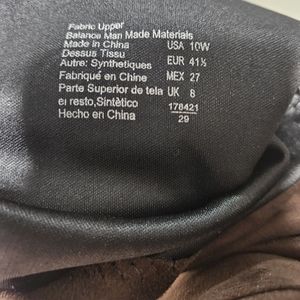 Fabric Upper
Balance Man Made Materials
Made in China
Dessus Tissu
Autre: Synthetiques
Fabriqué en Chine
Parte Superior de tela
el resto, Sintètico
Hecho en China
USA 10W
EUR 41½
MEX 27
UK 8
178421
29